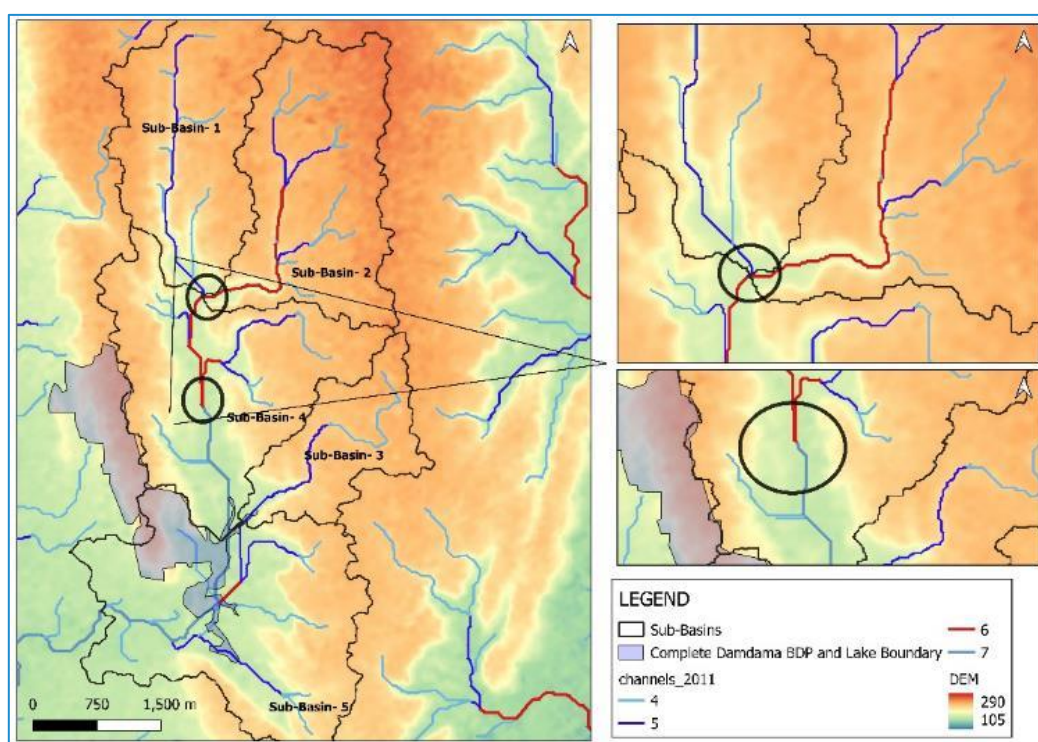 Sub-Basin- 1
Sub-Basin- 2
Sub-Basin- 4
Sub-Basin- 3
Sub-Basin- 5
0 750 1,500 m
LEGEND
Sub-Basins
Complete Damdama BDP and Lake Boundary
channels_2011
4
5
6
7
DEM
290
105